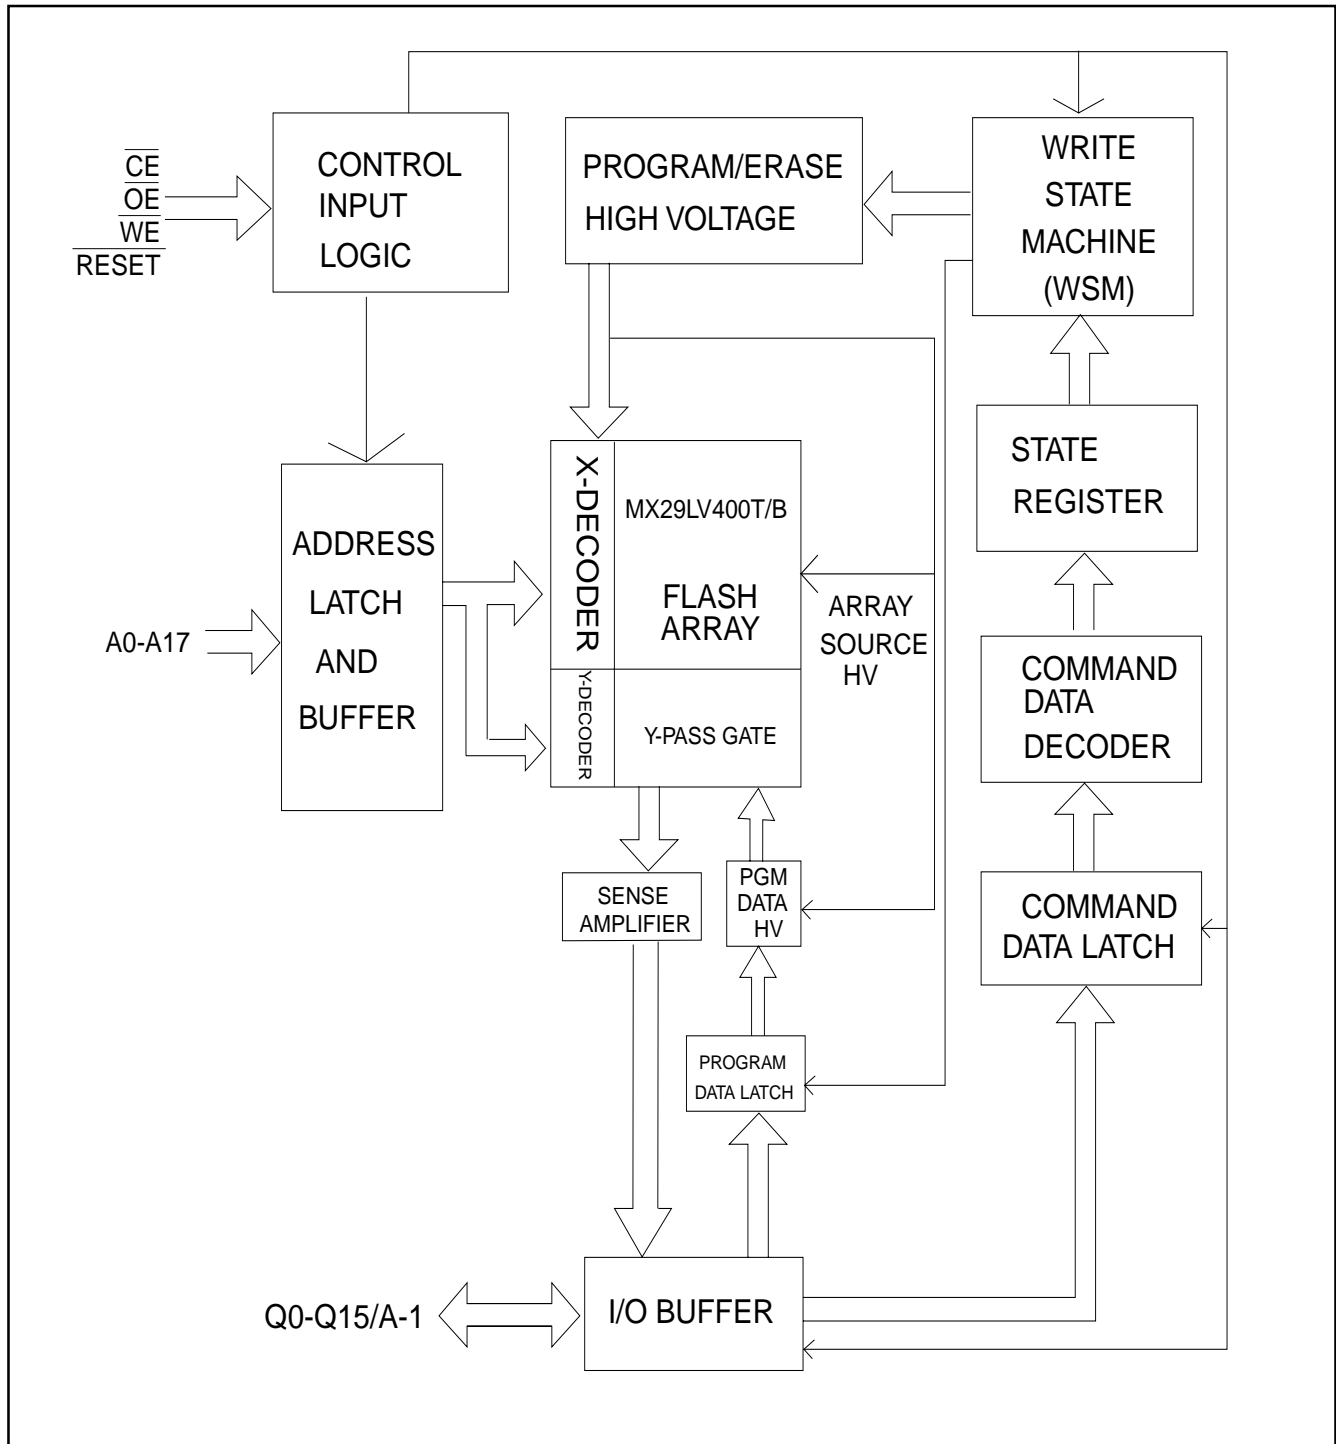 CE
OE
WE
RESET
CONTROL
INPUT
LOGIC
PROGRAM/ERASE
HIGH VOLTAGE
WRITE
STATE
MACHINE
(WSM)
STATE
REGISTER
X-DECODER
MX29LV400T/B
FLASH
ARRAY
ADDRESS
LATCH
AND
BUFFER
A0-A17
ARRAY
SOURCE
HV
Y-DECODER
Y-PASS GATE
COMMAND
DATA
DECODER
SENSE
AMPLIFIER
PGM
DATA
HV
COMMAND
DATA LATCH
PROGRAM
DATA LATCH
Q0-Q15/A-1
I/O BUFFER